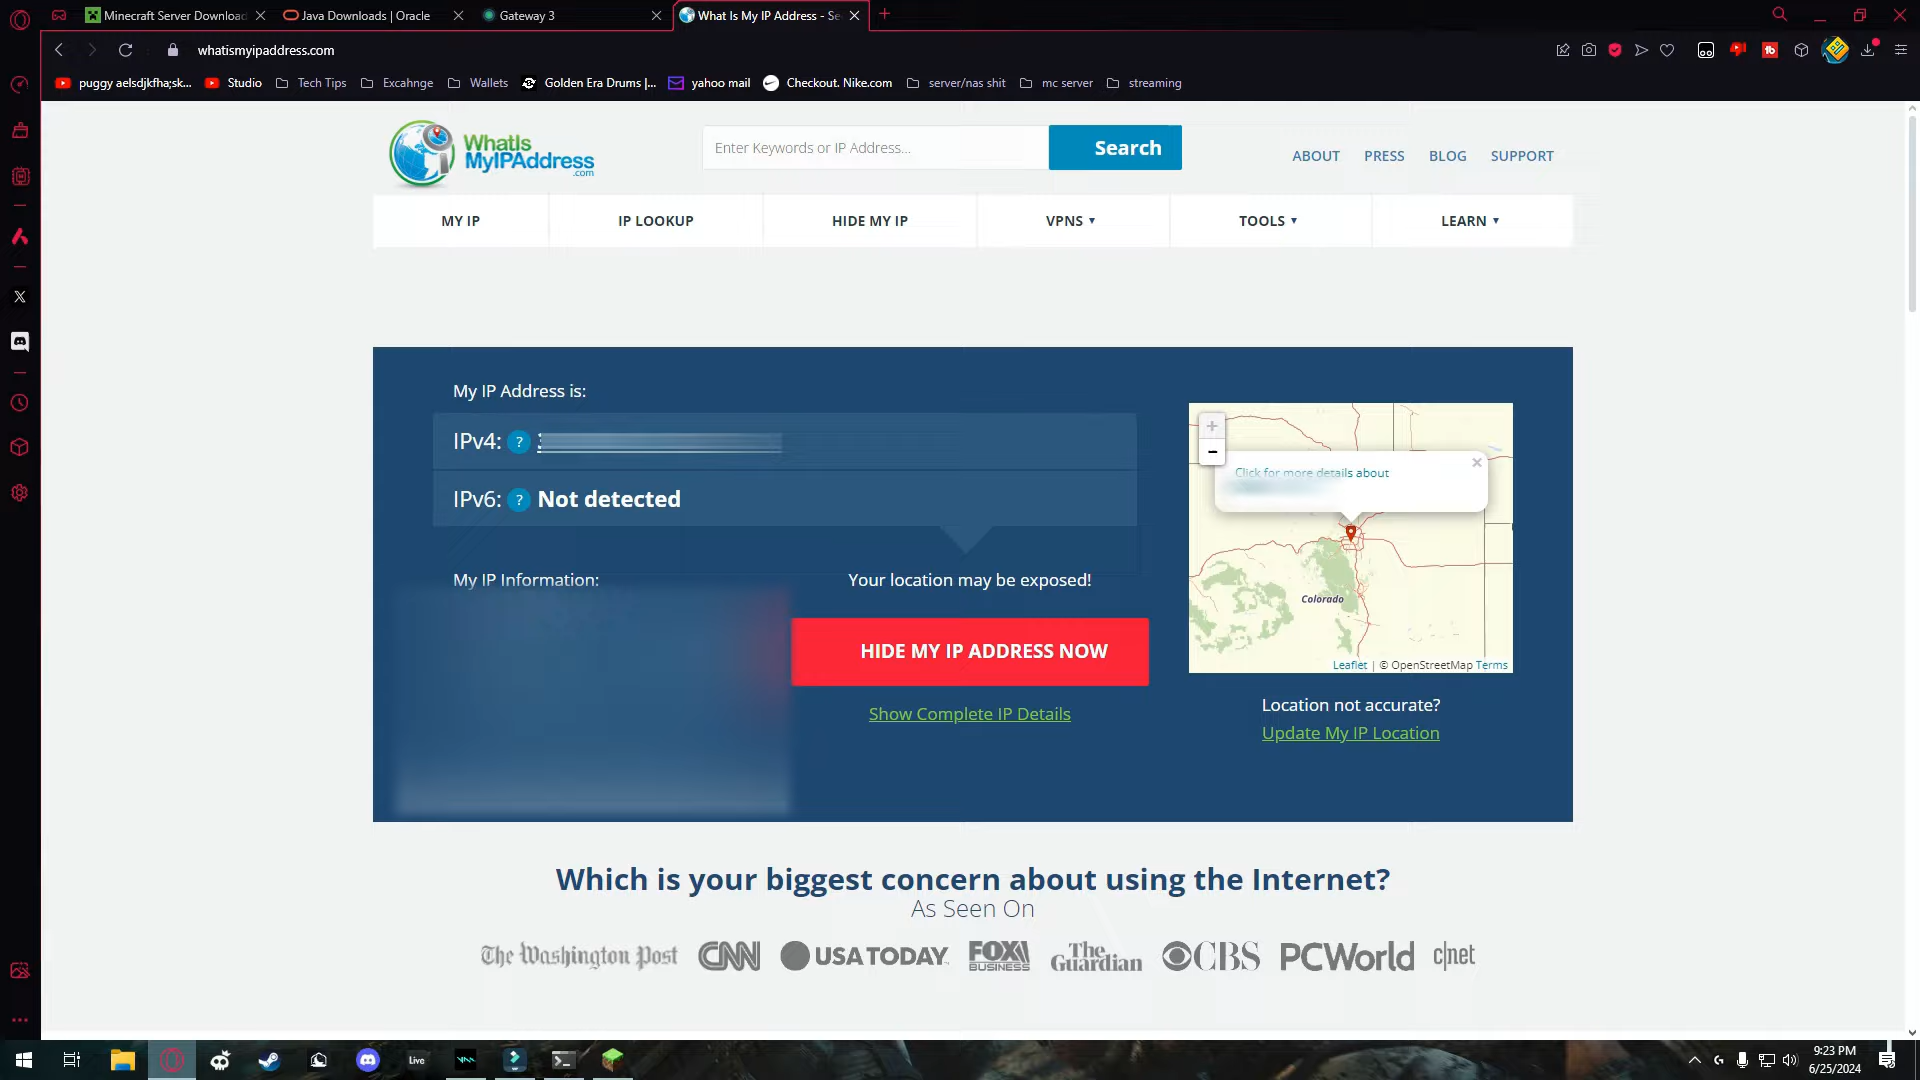 Minecraft Server Download
Java Downloads | Oracle
Gateway 3
What Is My IP Address - Se
whatismyipaddress.com
puggy aelsdjkfha;sk...
Studio
Tech Tips
Excahnge
Wallets
Golden Era Drums |...
yahoo mail
Checkout. Nike.com
server/nas shit
mc server
streaming
WhatIs
MyIPAddress
.com
Enter Keywords or IP Address...
Search
ABOUT
PRESS
BLOG
SUPPORT
MY IP
IP LOOKUP
HIDE MY IP
VPNS
TOOLS
LEARN
My IP Address is:
IPv4: ?
IPv6: ? Not detected
My IP Information:
Your location may be exposed!
HIDE MY IP ADDRESS NOW
Show Complete IP Details
+
−
Click for more details about
×
Colorado
Leaflet | © OpenStreetMap Terms
Location not accurate?
Update My IP Location
Which is your biggest concern about using the Internet?
As Seen On
The Washington Post
CNN
USA TODAY
FOX
BUSINESS
The
Guardian
CBS
PCWorld
c|net
Live
9:23 PM
6/25/2024